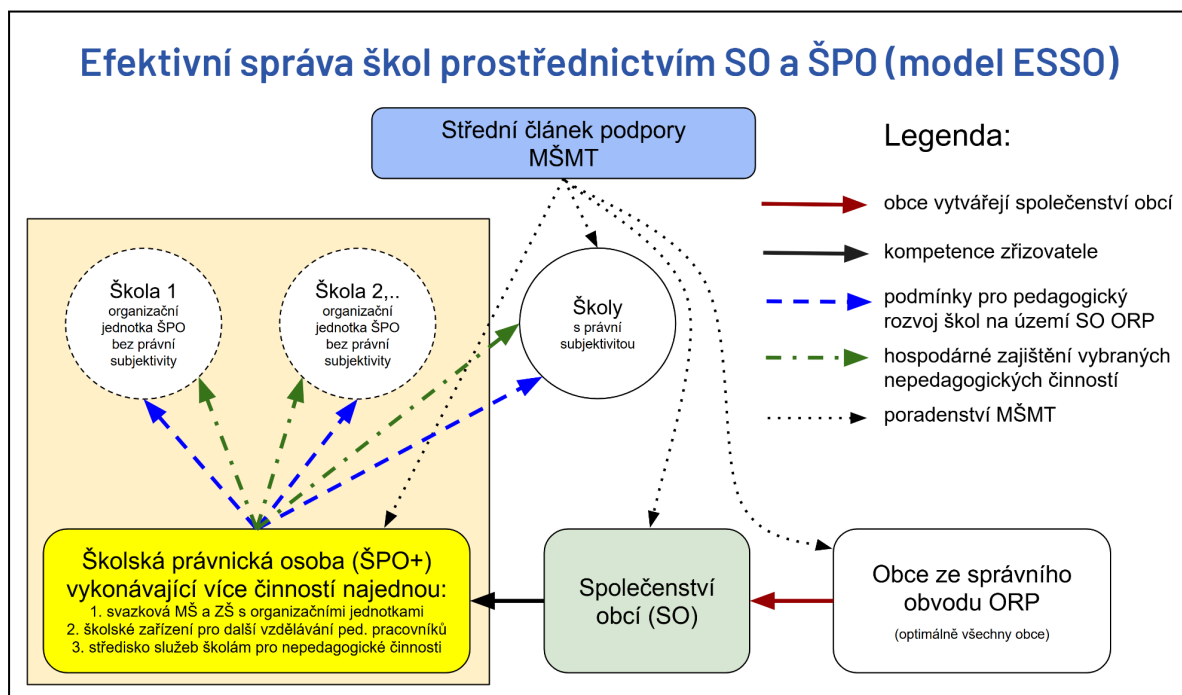 Efektivní správa škol prostřednictvím SO a ŠPO (model ESSO)
Střední článek podpory
MŠMT
Legenda:
obce vytvářejí společenství obcí
kompetence zřizovatele
podmínky pro pedagogický
rozvoj škol na území SO ORP
hospodárné zajištění vybraných
nepedagogických činností
poradenství MŠMT
Škola 1
organizační
jednotka ŠPO
bez právní
subjektivity
Škola 2,..
organizační
jednotka ŠPO
bez právní
subjektivity
Školy
s právní
subjektivitou
Školská právnická osoba (ŠPO+)
vykonávající více činností najednou:
1. svazková MŠ a ZŠ s organizačními jednotkami
2. školské zařízení pro další vzdělávání ped. pracovníků
3. středisko služeb školám pro nepedagogické činnosti
Společenství
obcí (SO)
Obce ze správního
obvodu ORP
(optimálně všechny obce)